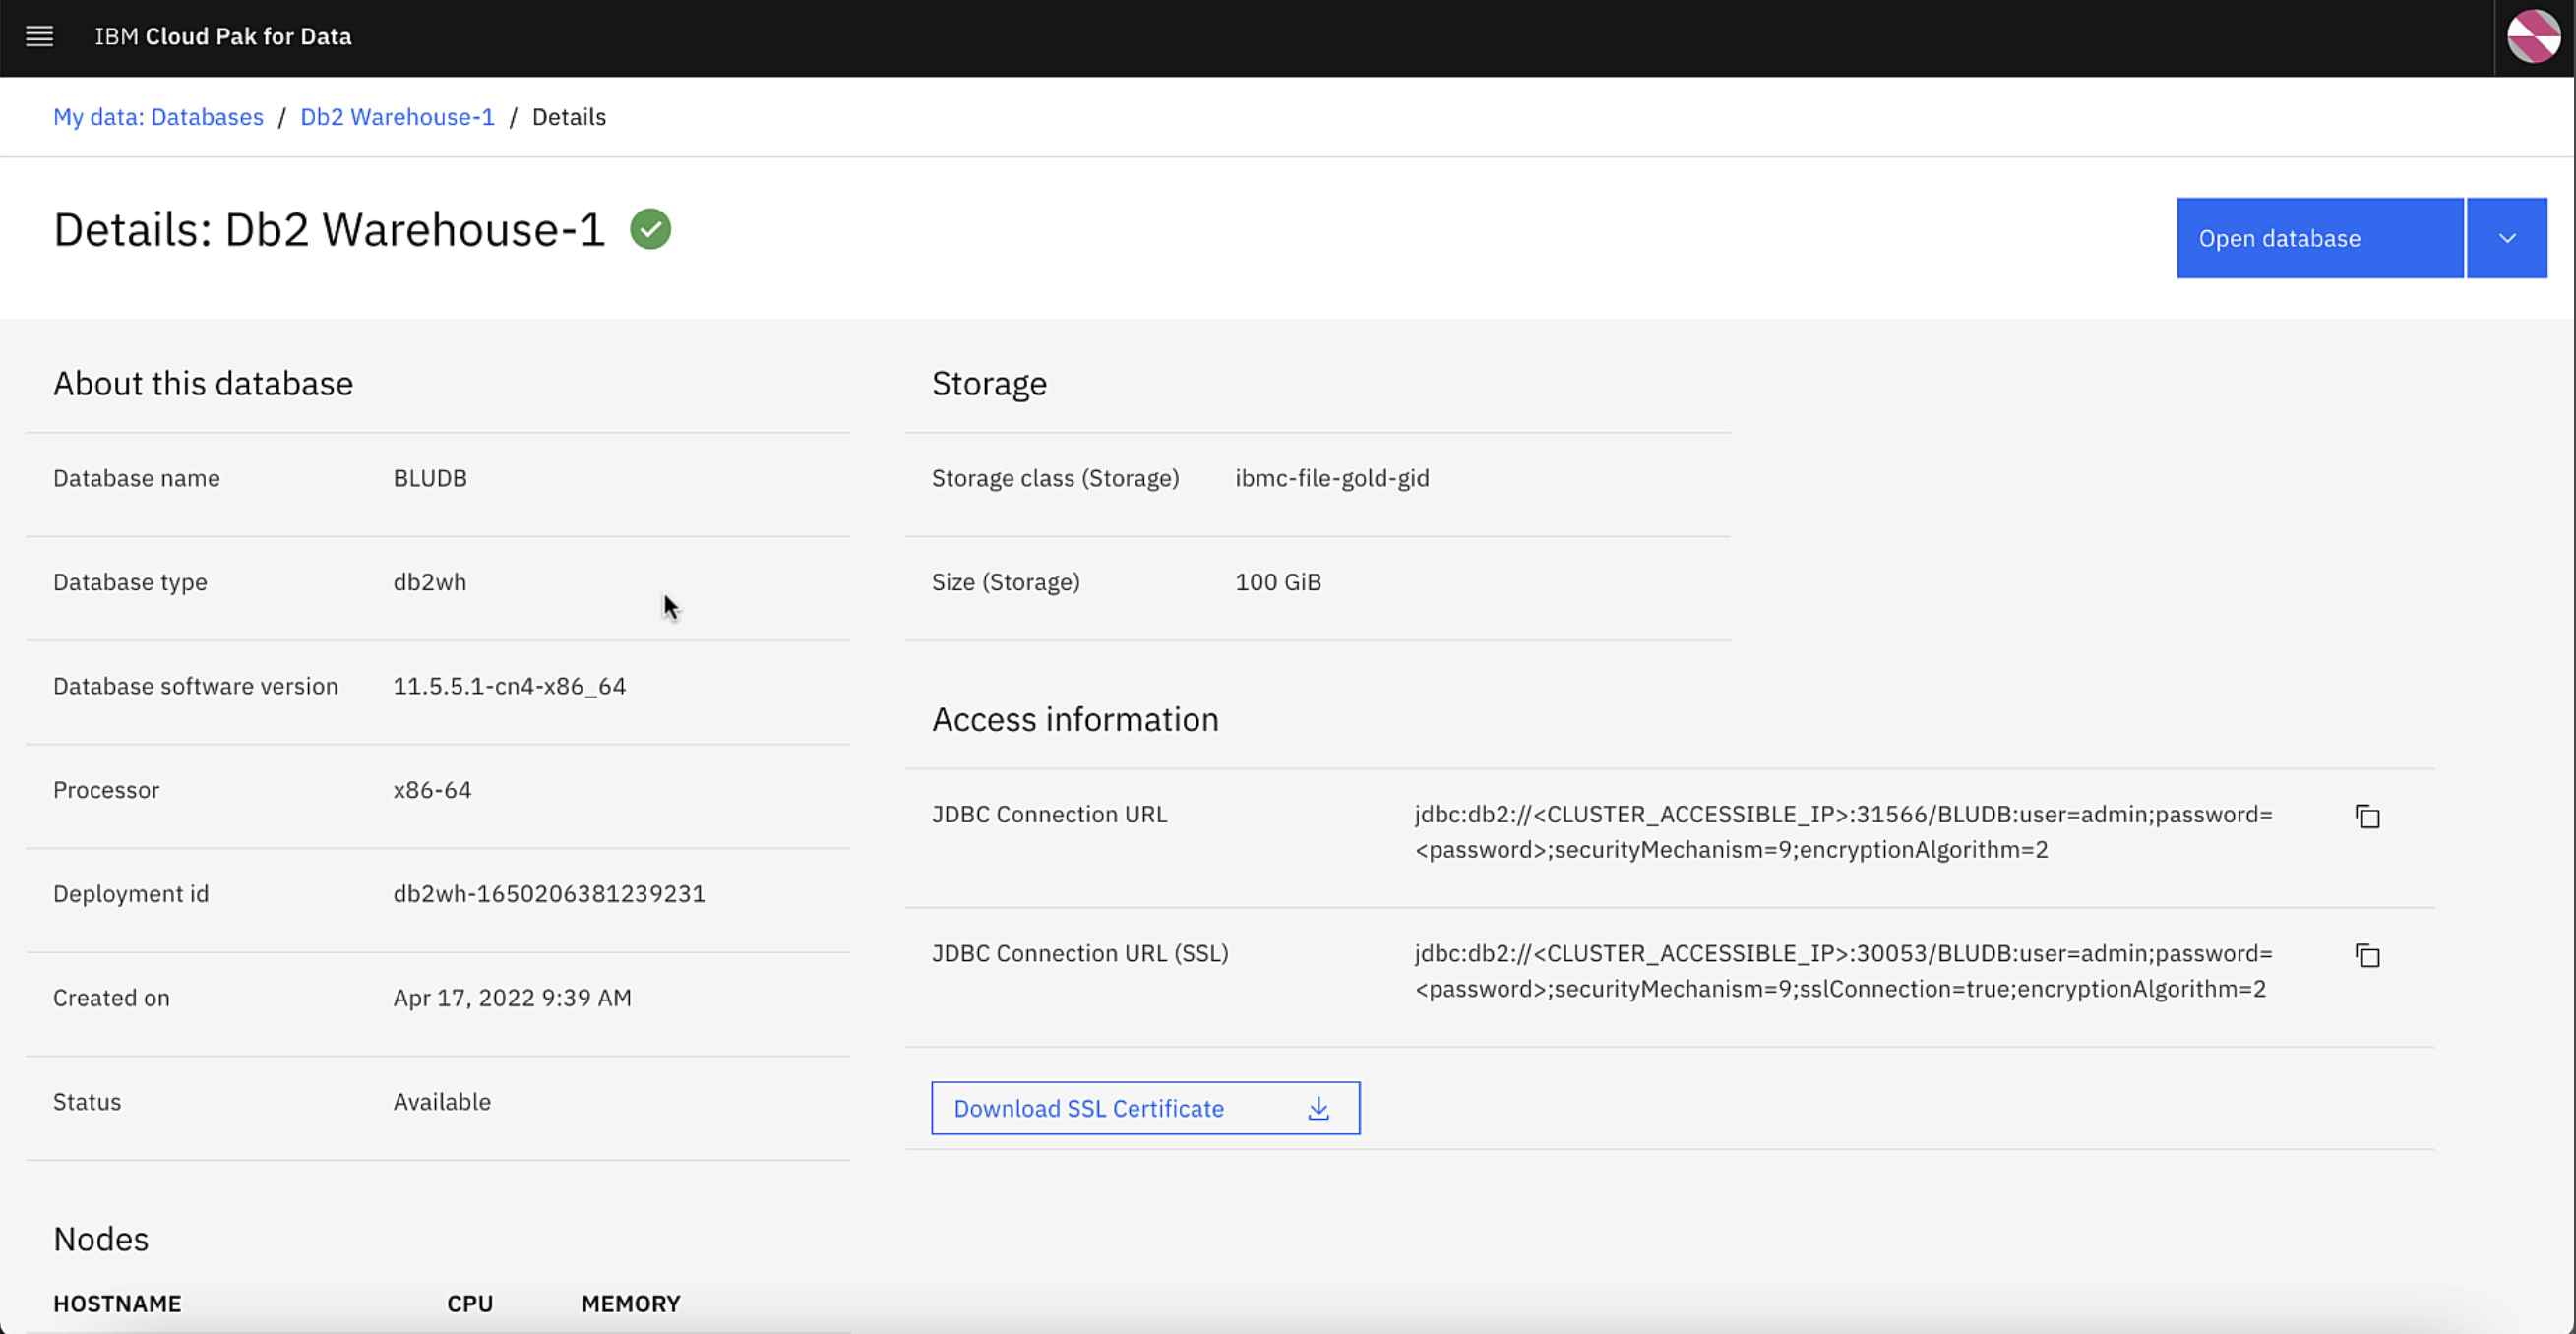 IBM Cloud Pak for Data
My data: Databases / Db2 Warehouse-1 / Details
Details: Db2 Warehouse-1
Open database
About this database
Database name BLUDB
Database type db2wh
Database software version 11.5.5.1-cn4-x86_64
Processor x86-64
Deployment id db2wh-1650206381239231
Created on Apr 17, 2022 9:39 AM
Status Available
Storage
Storage class (Storage) ibmc-file-gold-gid
Size (Storage) 100 GiB
Access information
JDBC Connection URL jdbc:db2://<CLUSTER_ACCESSIBLE_IP>:31566/BLUDB:user=admin;password=
<password>;securityMechanism=9;encryptionAlgorithm=2
JDBC Connection URL (SSL) jdbc:db2://<CLUSTER_ACCESSIBLE_IP>:30053/BLUDB:user=admin;password=
<password>;securityMechanism=9;sslConnection=true;encryptionAlgorithm=2
Download SSL Certificate
Nodes
HOSTNAME CPU MEMORY